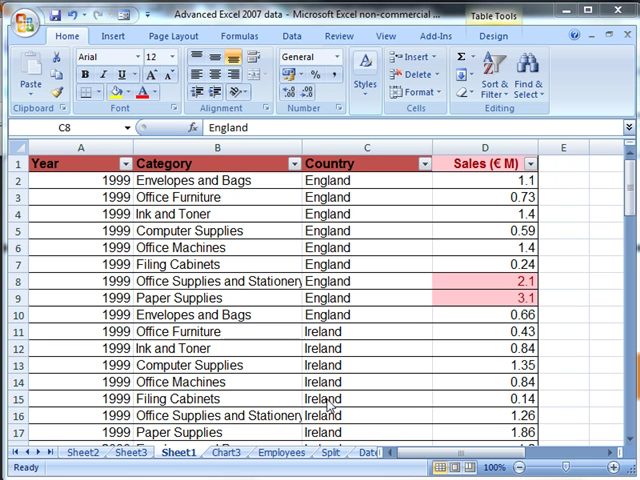 Advanced Excel 2007 data - Microsoft Excel non-commercial ...
Table Tools
Home Insert Page Layout Formulas Data Review View Add-Ins Design
Paste
Clipboard
Arial 12
B I U
Font
Alignment
General
% ,
Number
Styles
Insert
Delete
Format
Cells
Σ
Sort & Filter
Find & Select
Editing
C8 fx England
A B C D E
1 Year Category Country Sales (€ M)
2 1999 Envelopes and Bags England 1.1
3 1999 Office Furniture England 0.73
4 1999 Ink and Toner England 1.4
5 1999 Computer Supplies England 0.59
6 1999 Office Machines England 1.4
7 1999 Filing Cabinets England 0.24
8 1999 Office Supplies and Stationery England 2.1
9 1999 Paper Supplies England 3.1
10 1999 Envelopes and Bags England 0.66
11 1999 Office Furniture Ireland 0.43
12 1999 Ink and Toner Ireland 0.84
13 1999 Computer Supplies Ireland 1.35
14 1999 Office Machines Ireland 0.84
15 1999 Filing Cabinets Ireland 0.14
16 1999 Office Supplies and Stationery Ireland 1.26
17 1999 Paper Supplies Ireland 1.86
Sheet2 Sheet3 Sheet1 Chart3 Employees Split Date
Ready 100%